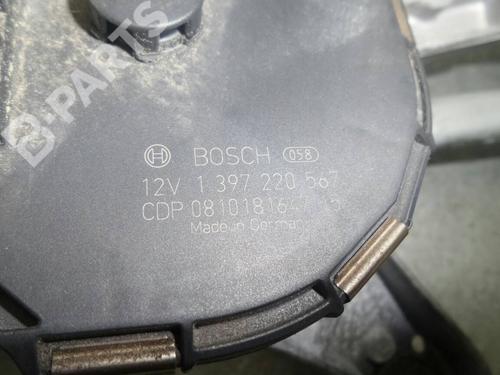 B-PARTS
BOSCH 058
12V 1 397 220 567
CDP
Made in Germany